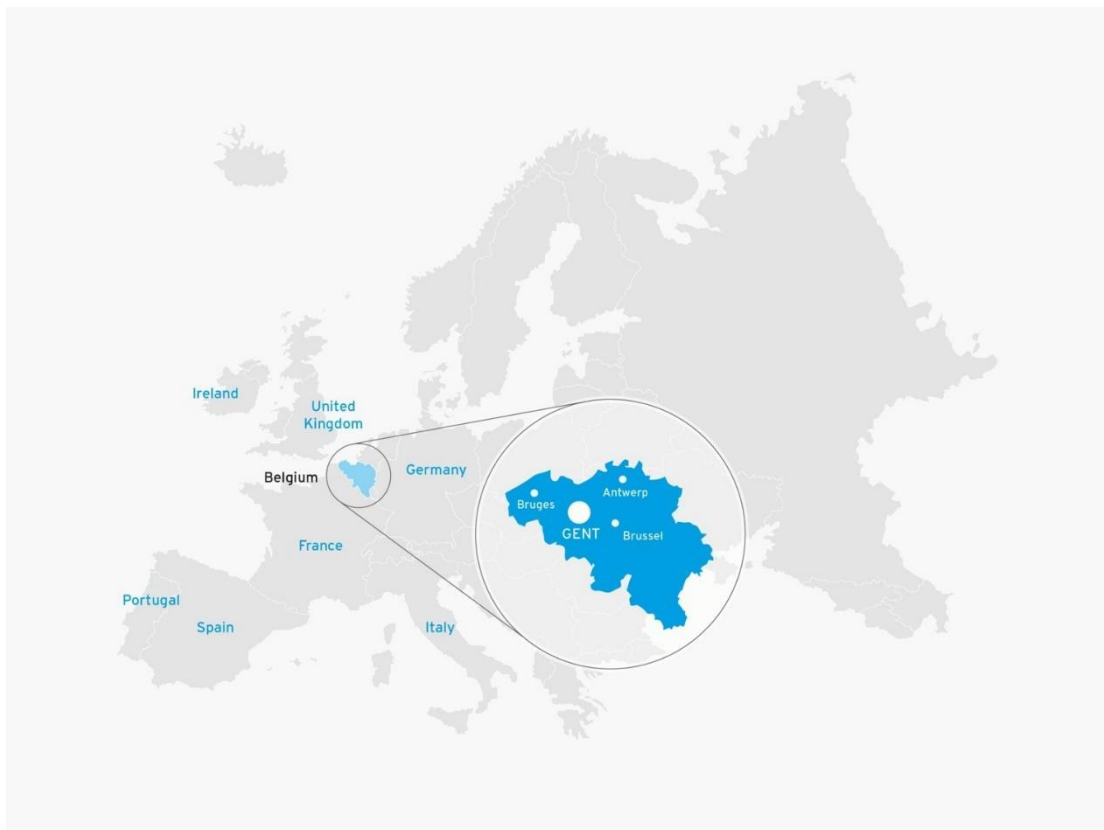 Ireland
United
Kingdom
Belgium
Germany
France
Portugal
Spain
Italy
Bruges
Antwerp
GENT
Brussel